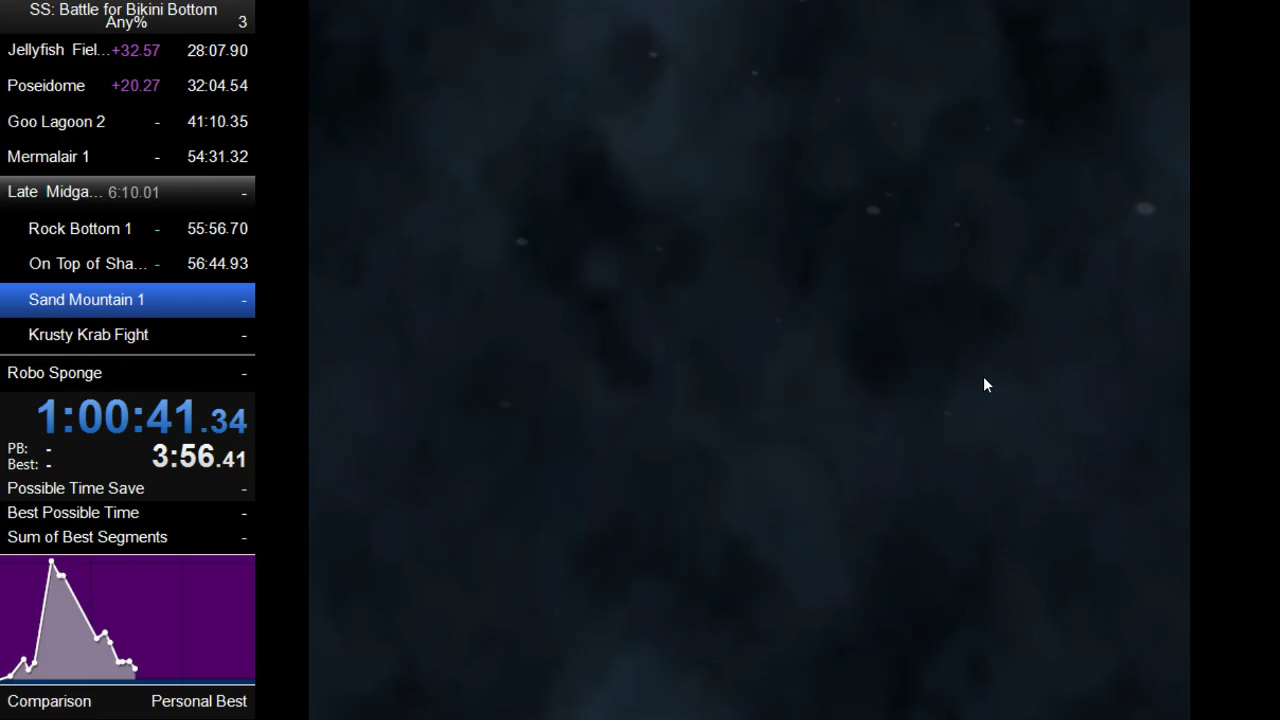 SS: Battle for Bikini Bottom
Any% 3
Jellyfish Fiel... +32.57 28:07.90
Poseidome +20.27 32:04.54
Goo Lagoon 2 - 41:10.35
Mermalair 1 - 54:31.32
Late Midga... 6:10.01 -
Rock Bottom 1 - 55:56.70
On Top of Sha... - 56:44.93
Sand Mountain 1 -
Krusty Krab Fight -
Robo Sponge -
1:00:41.34
PB: -
Best: - 3:56.41
Possible Time Save -
Best Possible Time -
Sum of Best Segments -
Comparison Personal Best